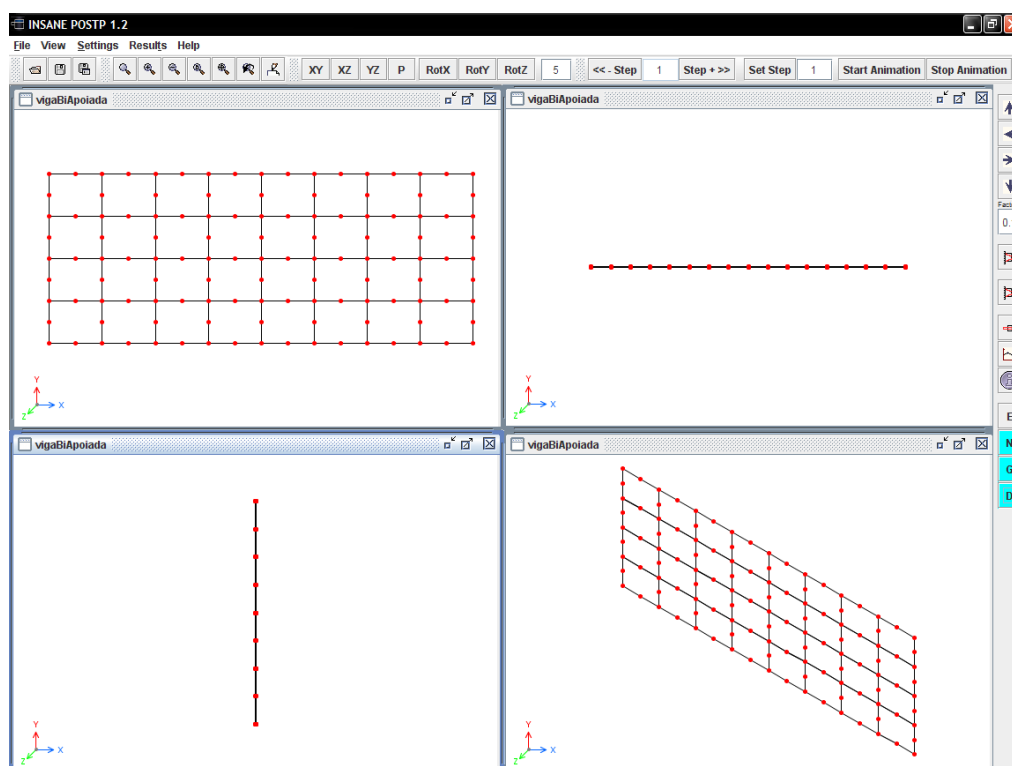 INSANE POSTP 1.2
File View Settings Results Help
XY XZ YZ P RotX RotY RotZ 5 << - Step 1 Step + >> Set Step 1 Start Animation Stop Animation
vigaBiApoiada
vigaBiApoiada
Y
X
Z
Y
X
Z
0.
vigaBiApoiada
vigaBiApoiada
Y
X
Z
Y
X
Z
E
N
G
D